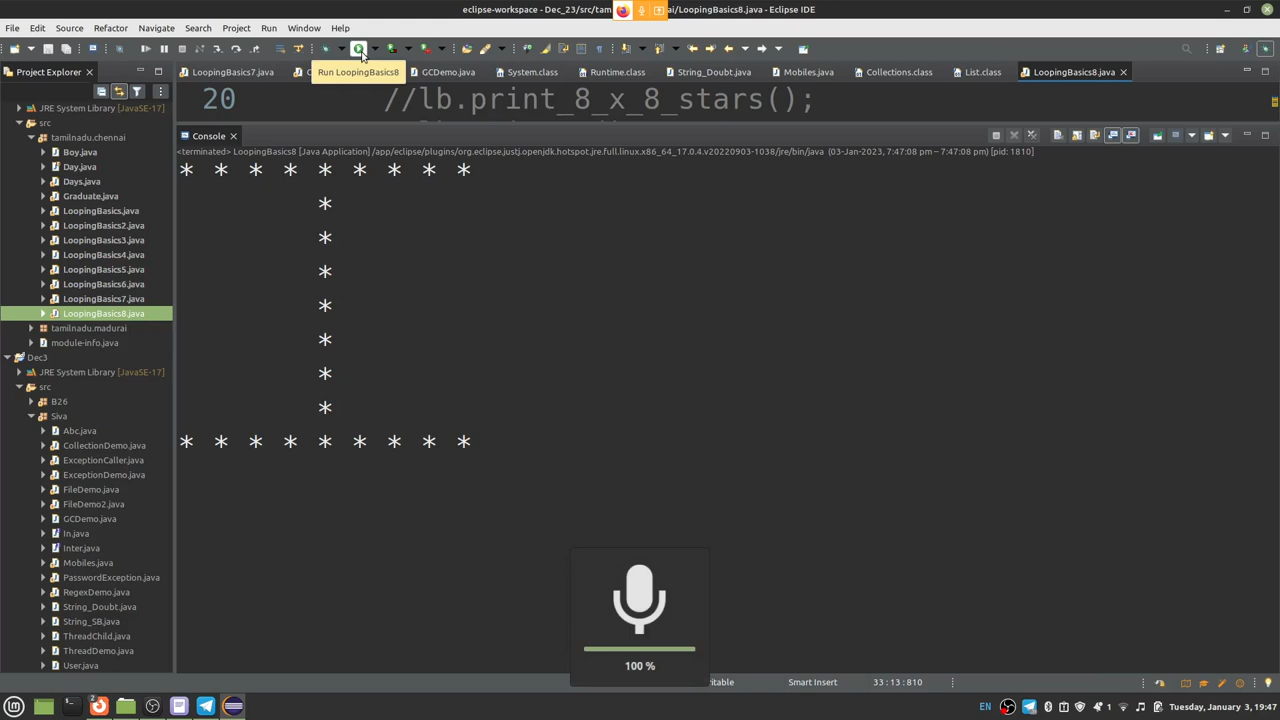 eclipse-workspace - Dec_23/src/tam
ai/LoopingBasics8.java - Eclipse IDE
File Edit Source Refactor Navigate Search Project Run Window Help
Project Explorer
LoopingBasics7.java
Run LoopingBasics8
GCDemo.java
System.class
Runtime.class
String_Doubt.java
Mobiles.java
Collections.class
List.class
LoopingBasics8.java
20 //lb.print_8_x_8_stars();
Console
<terminated> LoopingBasics8 [Java Application] /app/eclipse/plugins/org.eclipse.justj.openjdk.hotspot.jre.full.linux.x86_64_17.0.4.v20220903-1038/jre/bin/java (03-Jan-2023, 7:47:08 pm – 7:47:08 pm) [pid: 1810]
* * * * * * * * *
*
*
*
*
*
*
*
* * * * * * * * *
JRE System Library [JavaSE-17]
src
tamilnadu.chennai
Boy.java
Day.java
Days.java
Graduate.java
LoopingBasics.java
LoopingBasics2.java
LoopingBasics3.java
LoopingBasics4.java
LoopingBasics5.java
LoopingBasics6.java
LoopingBasics7.java
LoopingBasics8.java
tamilnadu.madurai
module-info.java
Dec3
JRE System Library [JavaSE-17]
src
B26
Siva
Abc.java
CollectionDemo.java
ExceptionCaller.java
ExceptionDemo.java
FileDemo.java
FileDemo2.java
GCDemo.java
In.java
Inter.java
Mobiles.java
PasswordException.java
RegexDemo.java
String_Doubt.java
String_SB.java
ThreadChild.java
ThreadDemo.java
User.java
100 %
itable
Smart Insert
33 : 13 : 810
2
EN
1
Tuesday, January 3, 19:47